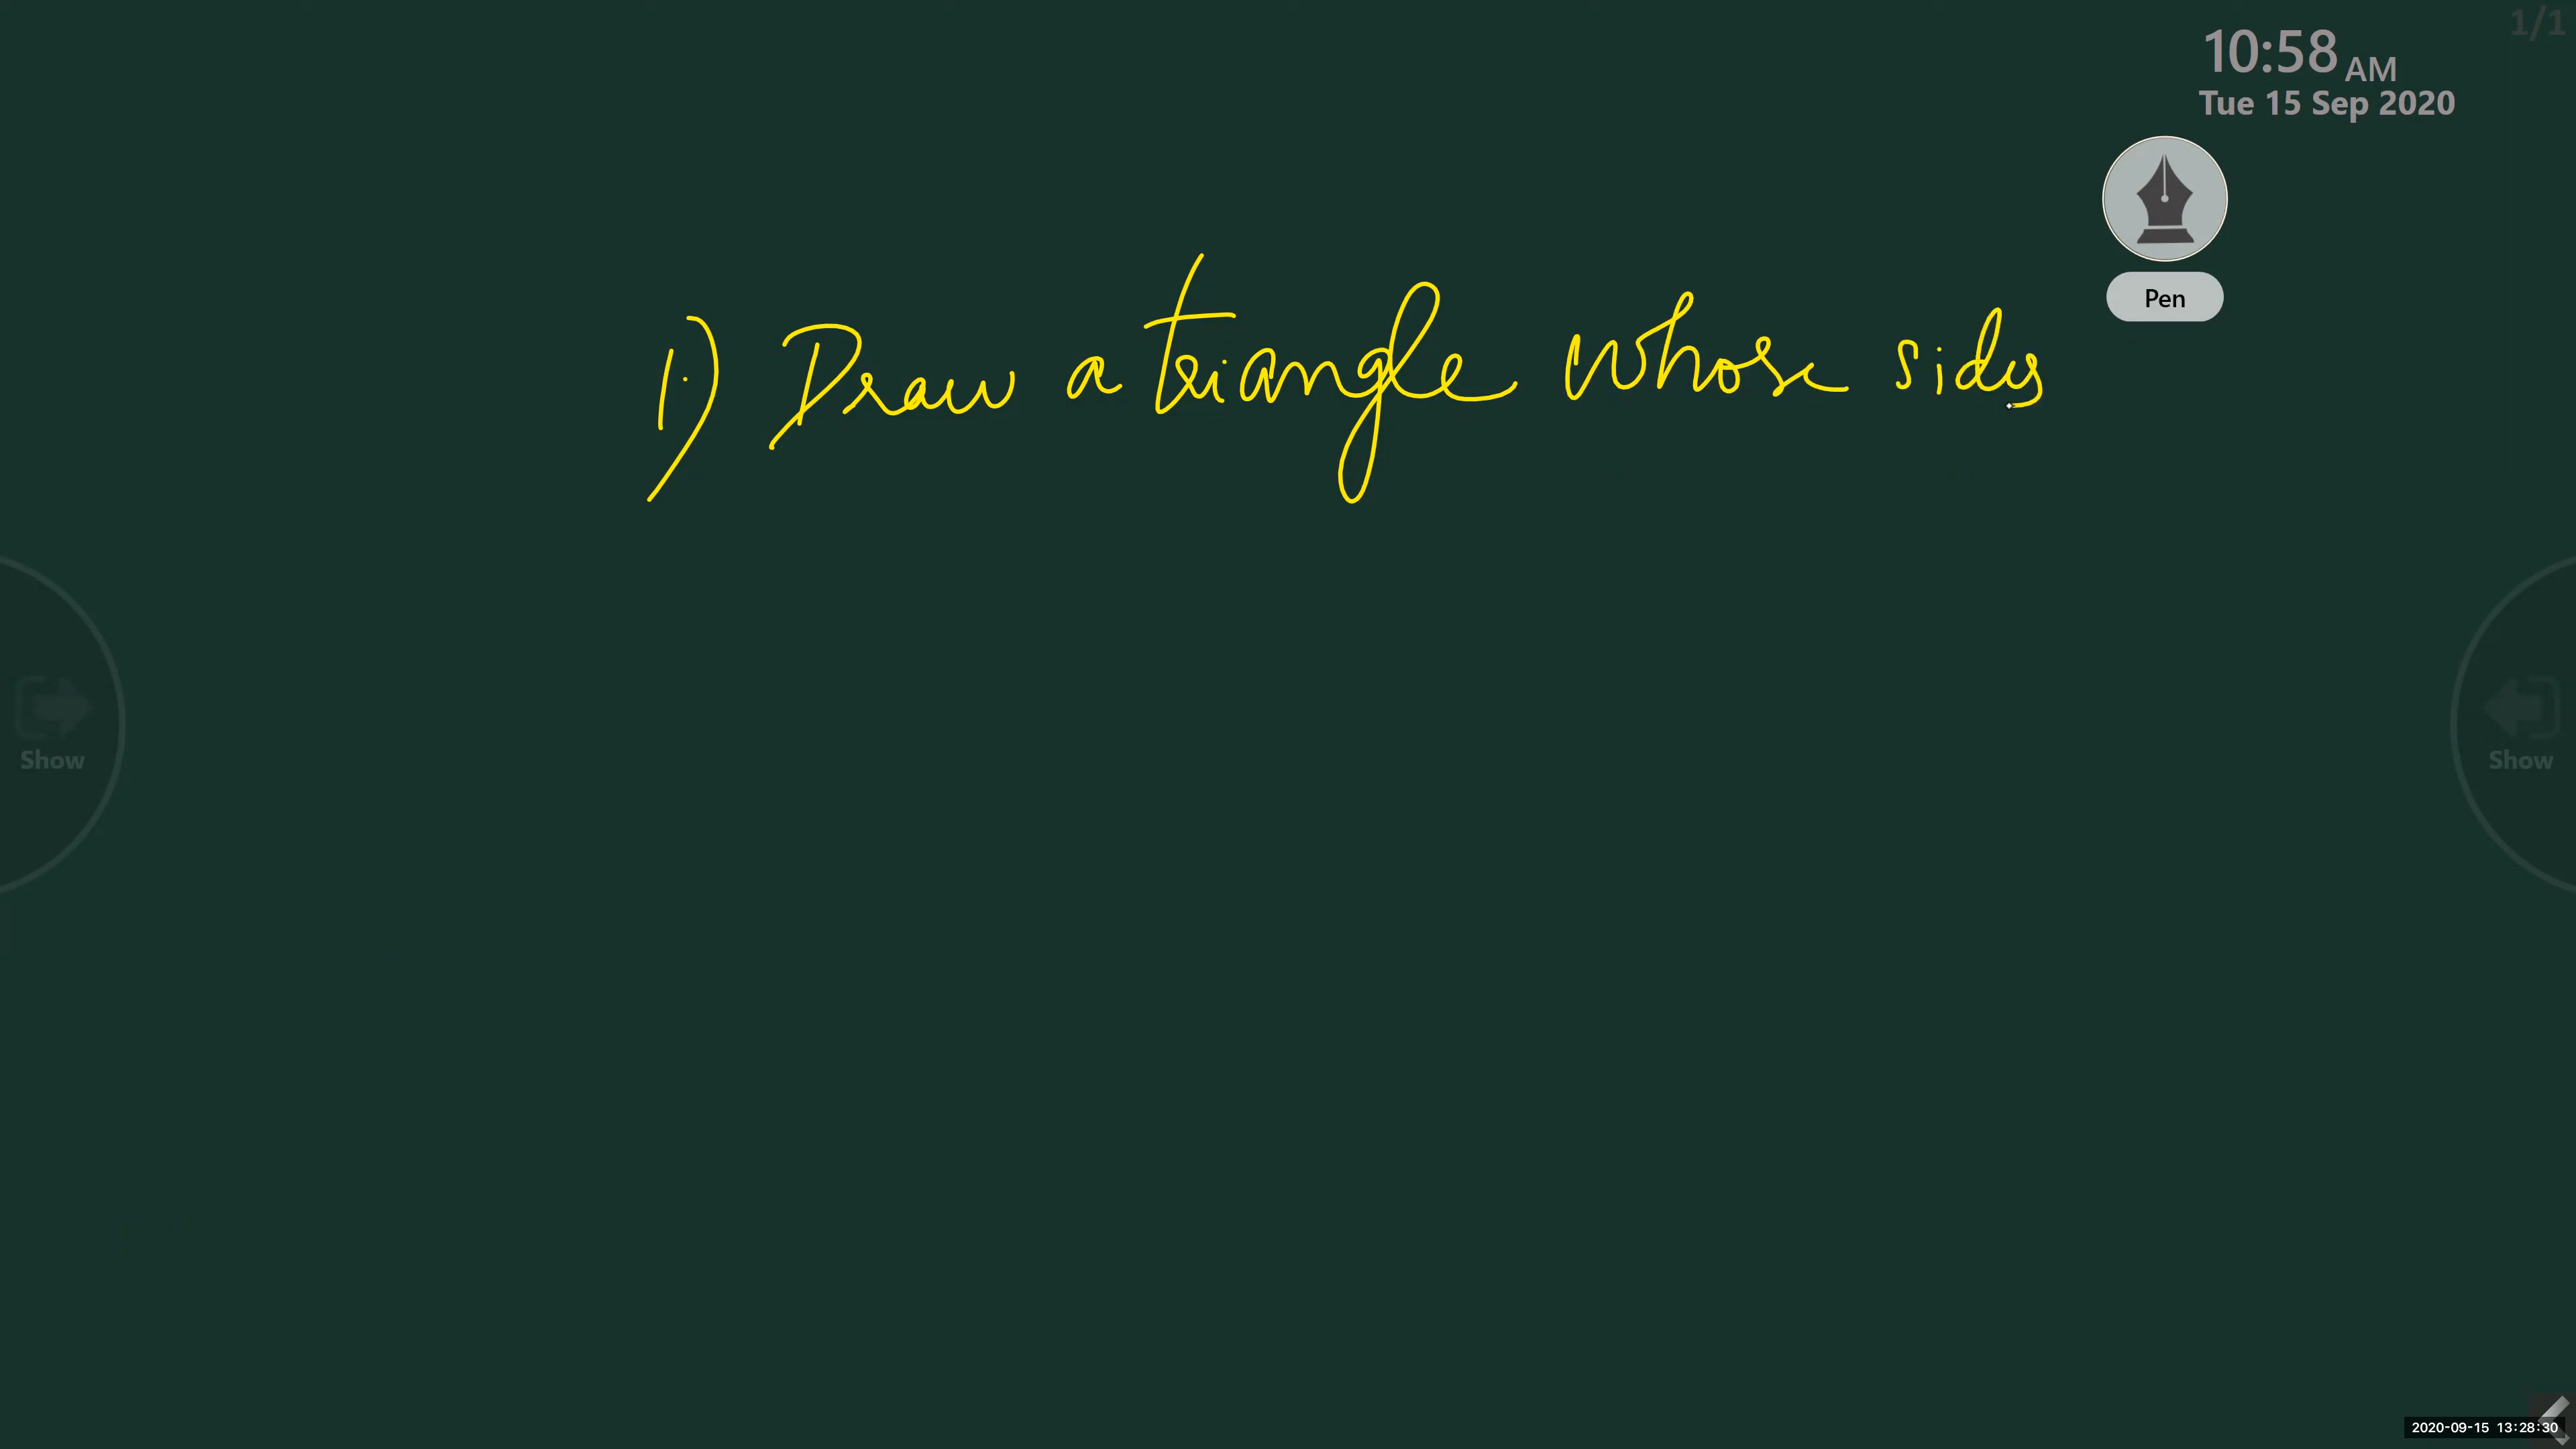 1/1
10:58 AM
Tue 15 Sep 2020
Pen
1.) Draw a triangle whose sides
Show
Show
2020-09-15 13:28:30